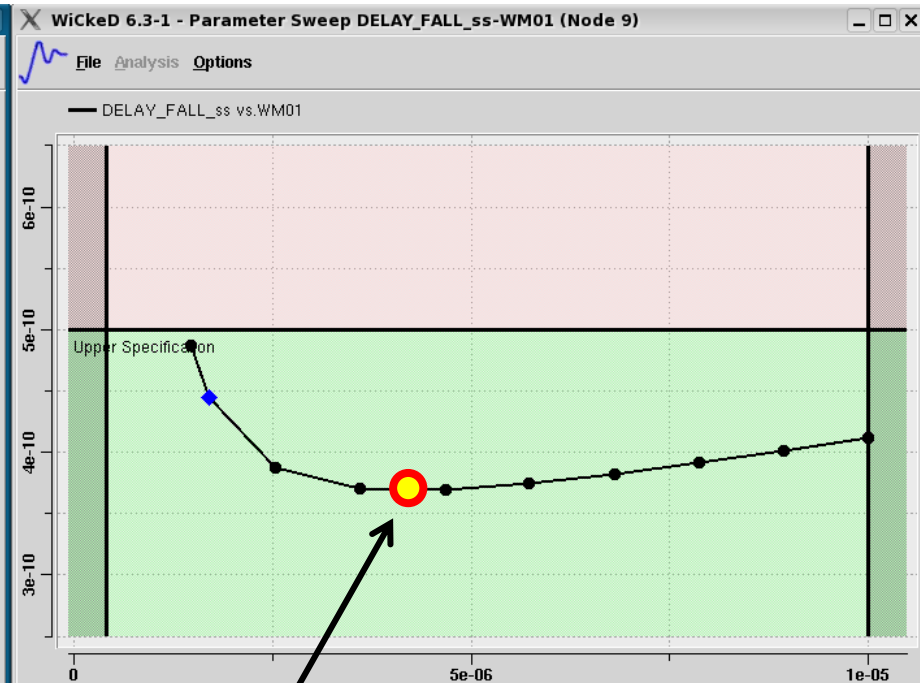 WiCkeD 6.3-1 - Parameter Sweep DELAY_FALL_ss-WM01 (Node 9)
File Analysis Options
DELAY_FALL_ss vs.WM01
6e-10
5e-10
Upper Specification
4e-10
3e-10
0 5e-06 1e-05